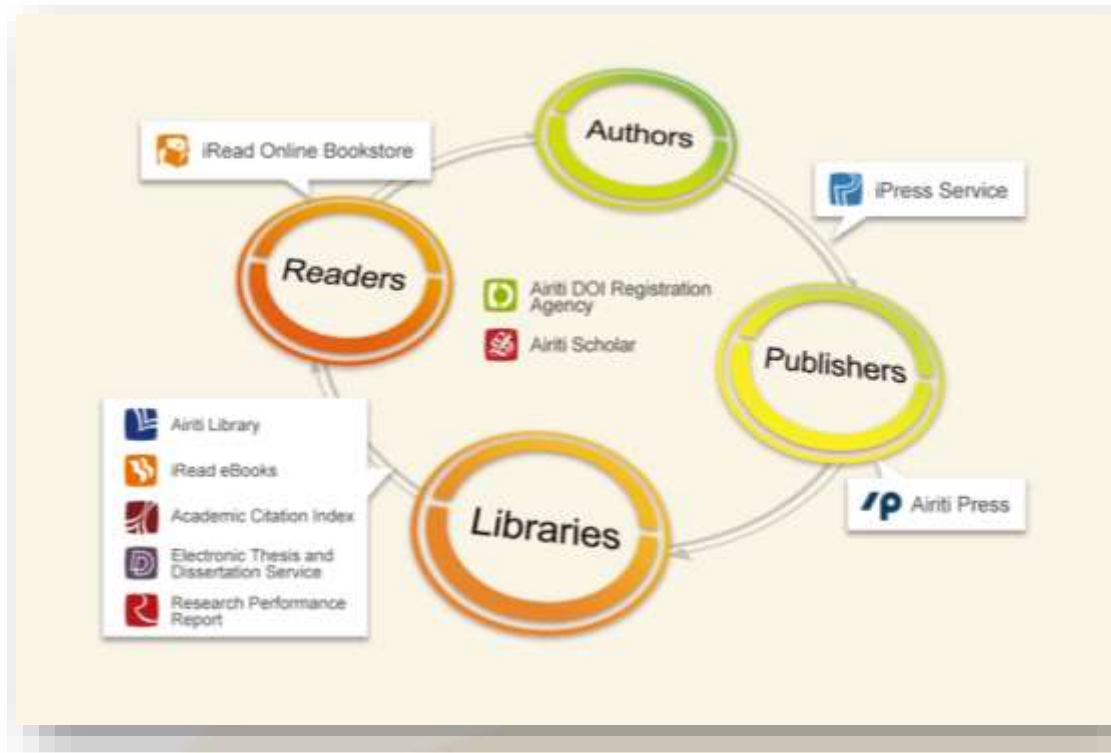 Authors
iRead Online Bookstore
iPress Service
Readers
Airiti DOI Registration
Agency
Airiti Scholar
Publishers
Airiti Library
iRead eBooks
Academic Citation Index
Electronic Thesis and
Dissertation Service
Research Performance
Report
Libraries
Airiti Press